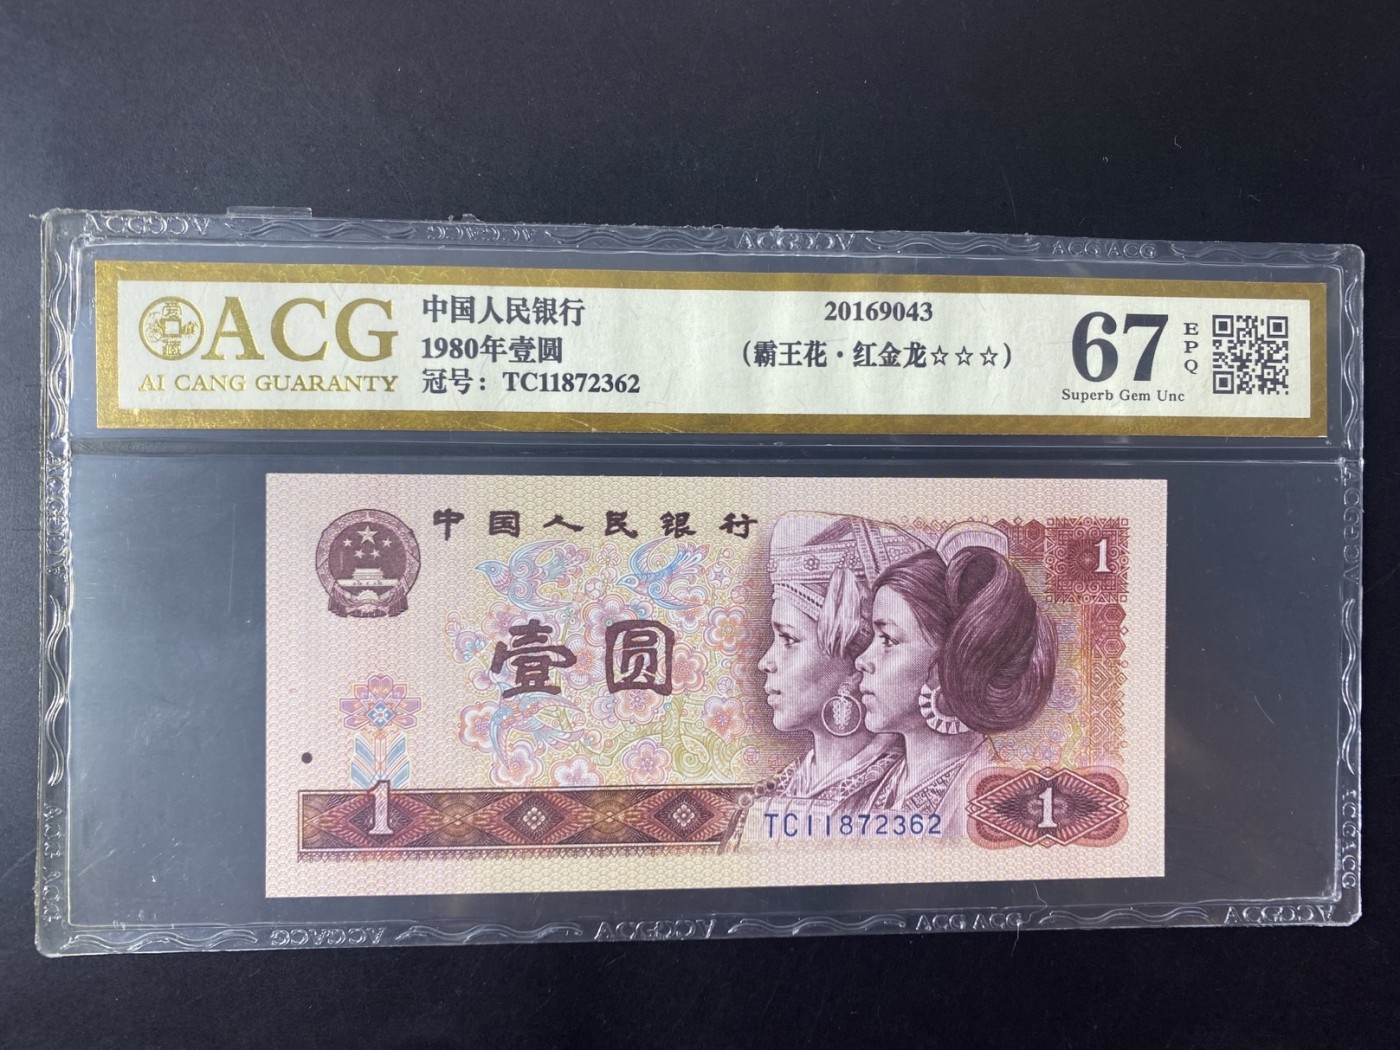 ACG
AI CANG GUARANTY
中国人民银行
1980年壹圆
冠号：TC11872362
20169043
（霸王花·红金龙☆☆☆）
67
EPQ
Superb Gem Unc
中国人民银行
壹圆
1
1
1
TC11872362